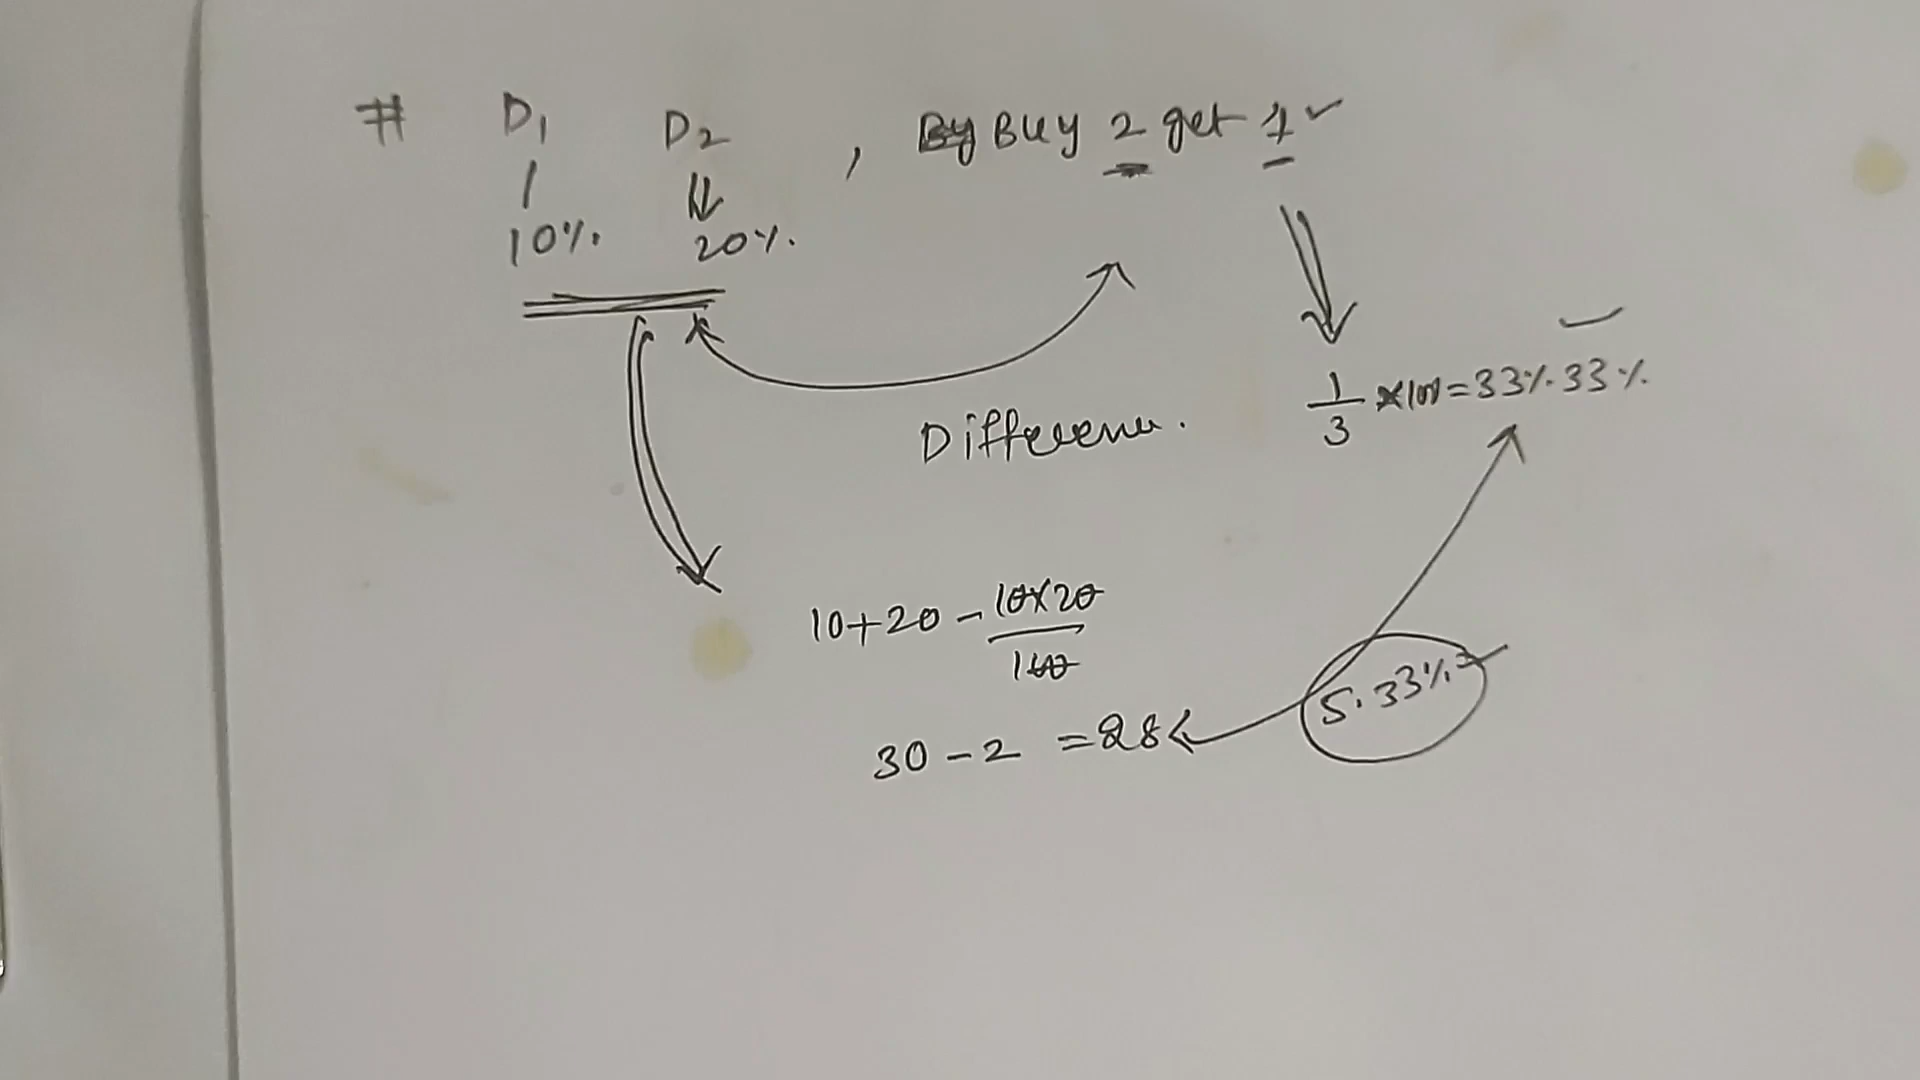 # D1 D2 , By Buy 2 get 1
10% 20%
1/3 × 100 = 33%.33%
Difference.
10+20 - 10×20/100
30 - 2 = 28
5.33%